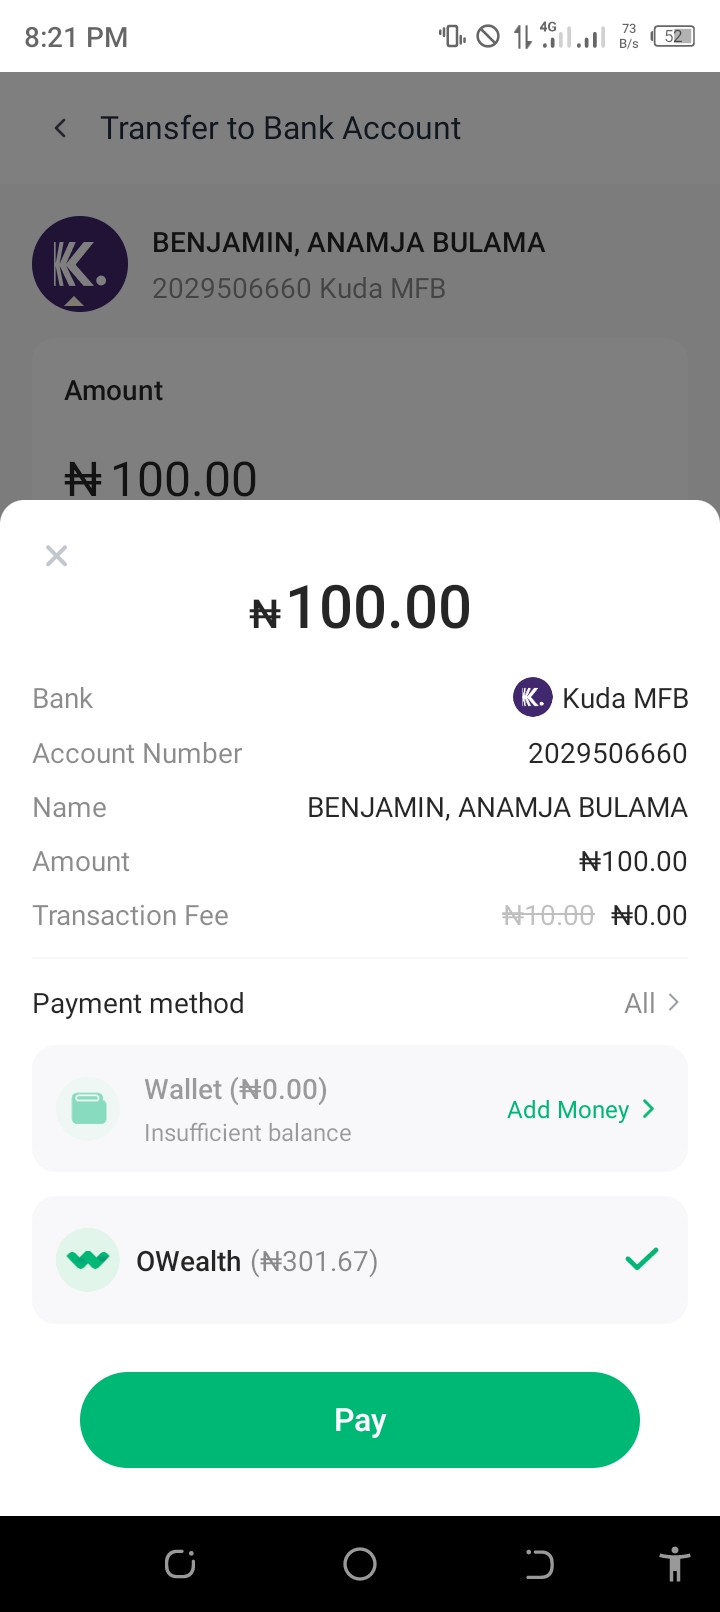 8:21 PM 4G 73 B/s 52
Transfer to Bank Account
K.
BENJAMIN, ANAMJA BULAMA
2029506660 Kuda MFB
Amount
₦ 100.00
₦100.00
Bank K. Kuda MFB
Account Number 2029506660
Name BENJAMIN, ANAMJA BULAMA
Amount ₦100.00
Transaction Fee ₦10.00 ₦0.00
Payment method All
Wallet (₦0.00)
Insufficient balance
Add Money
OWealth (₦301.67)
Pay